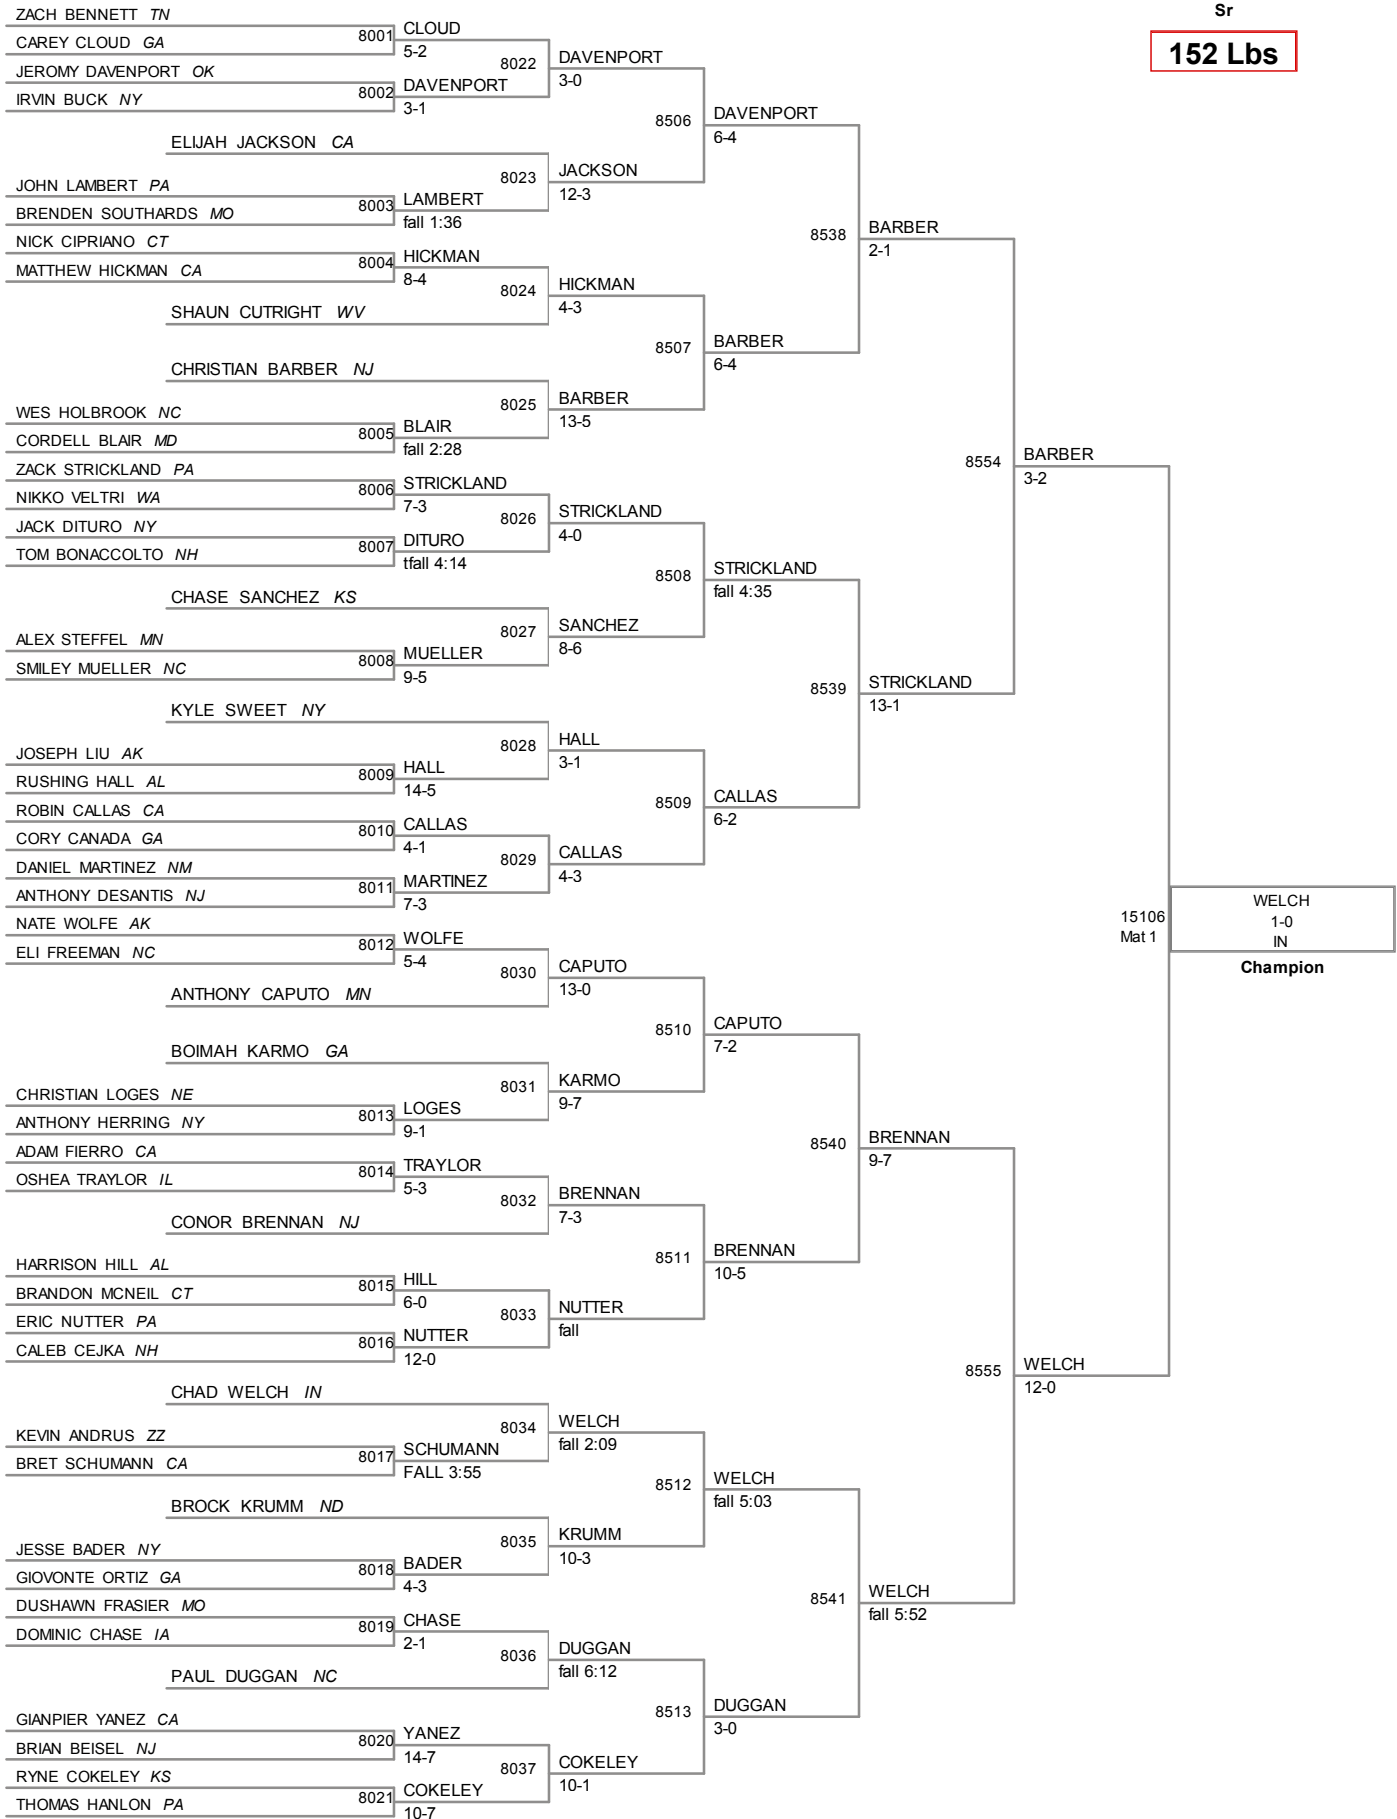 Sr
152 Lbs
ZACH BENNETT TN
CAREY CLOUD GA
8001 CLOUD
5-2
JEROMY DAVENPORT OK
IRVIN BUCK NY
8002 DAVENPORT
3-1
8022 DAVENPORT
3-0
ELIJAH JACKSON CA
JOHN LAMBERT PA
BRENDEN SOUTHARDS MO
8003 LAMBERT
fall 1:36
8023 JACKSON
12-3
8506 DAVENPORT
6-4
NICK CIPRIANO CT
MATTHEW HICKMAN CA
8004 HICKMAN
8-4
SHAUN CUTRIGHT WV
8024 HICKMAN
4-3
CHRISTIAN BARBER NJ
WES HOLBROOK NC
CORDELL BLAIR MD
8005 BLAIR
fall 2:28
8025 BARBER
13-5
8507 BARBER
6-4
8538 BARBER
2-1
ZACK STRICKLAND PA
NIKKO VELTRI WA
8006 STRICKLAND
7-3
JACK DITURO NY
TOM BONACCOLTO NH
8007 DITURO
tfall 4:14
8026 STRICKLAND
4-0
CHASE SANCHEZ KS
ALEX STEFFEL MN
SMILEY MUELLER NC
8008 MUELLER
9-5
8027 SANCHEZ
8-6
8508 STRICKLAND
fall 4:35
KYLE SWEET NY
JOSEPH LIU AK
RUSHING HALL AL
8009 HALL
14-5
8028 HALL
3-1
ROBIN CALLAS CA
CORY CANADA GA
8010 CALLAS
4-1
DANIEL MARTINEZ NM
ANTHONY DESANTIS NJ
8011 MARTINEZ
7-3
8029 CALLAS
4-3
8509 CALLAS
6-2
8539 STRICKLAND
13-1
8554 BARBER
3-2
NATE WOLFE AK
ELI FREEMAN NC
8012 WOLFE
5-4
ANTHONY CAPUTO MN
8030 CAPUTO
13-0
BOIMAH KARMO GA
CHRISTIAN LOGES NE
ANTHONY HERRING NY
8013 LOGES
9-1
8031 KARMO
9-7
8510 CAPUTO
7-2
ADAM FIERRO CA
OSHEA TRAYLOR IL
8014 TRAYLOR
5-3
CONOR BRENNAN NJ
8032 BRENNAN
7-3
HARRISON HILL AL
BRANDON MCNEIL CT
8015 HILL
6-0
ERIC NUTTER PA
CALEB CEJKA NH
8016 NUTTER
12-0
8033 NUTTER
fall
8511 BRENNAN
10-5
8540 BRENNAN
9-7
CHAD WELCH IN
KEVIN ANDRUS ZZ
BRET SCHUMANN CA
8017 SCHUMANN
FALL 3:55
8034 WELCH
fall 2:09
BROCK KRUMM ND
JESSE BADER NY
GIOVONTE ORTIZ GA
8018 BADER
4-3
8035 KRUMM
10-3
8512 WELCH
fall 5:03
DUSHAWN FRASIER MO
DOMINIC CHASE IA
8019 CHASE
2-1
PAUL DUGGAN NC
8036 DUGGAN
fall 6:12
GIANPIER YANEZ CA
BRIAN BEISEL NJ
8020 YANEZ
14-7
RYNE COKELEY KS
THOMAS HANLON PA
8021 COKELEY
10-7
8037 COKELEY
10-1
8513 DUGGAN
3-0
8541 WELCH
fall 5:52
8555 WELCH
12-0
15106
Mat 1
WELCH
1-0
IN
Champion